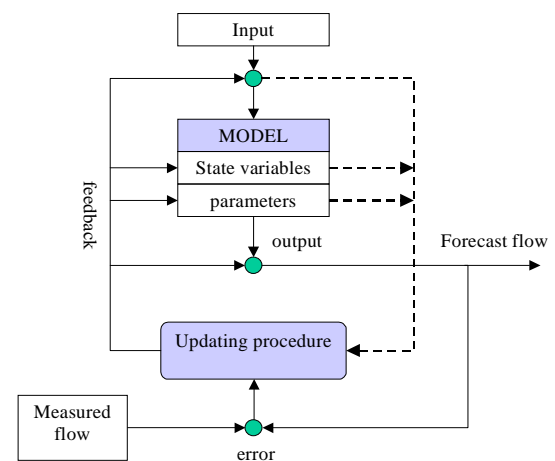 Input
MODEL
State variables
parameters
feedback
output
Forecast flow
Updating procedure
Measured
flow
error